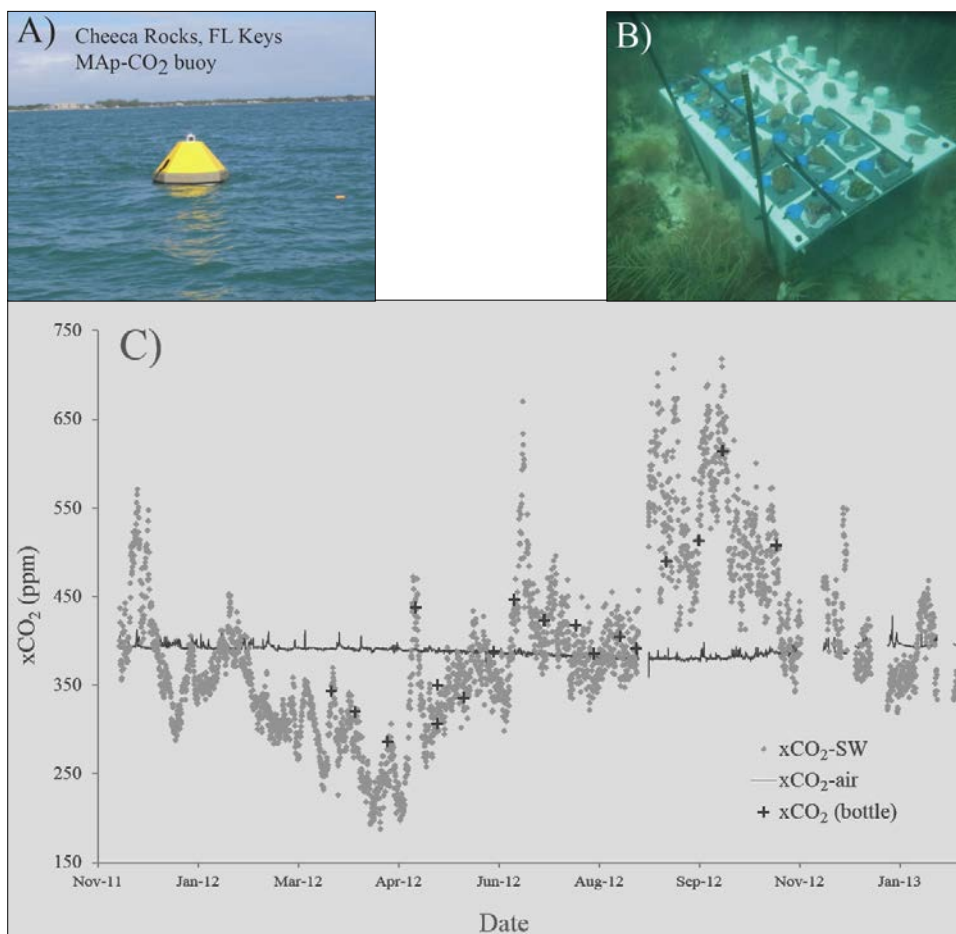 A)
Cheeca Rocks, FL Keys
MAp-CO₂ buoy
B)
C)
xCO₂ (ppm)
750
650
550
450
350
250
150
Nov-11 Jan-12 Mar-12 Apr-12 Jun-12 Aug-12 Sep-12 Nov-12 Jan-13
Date
xCO₂-SW
xCO₂-air
xCO₂ (bottle)